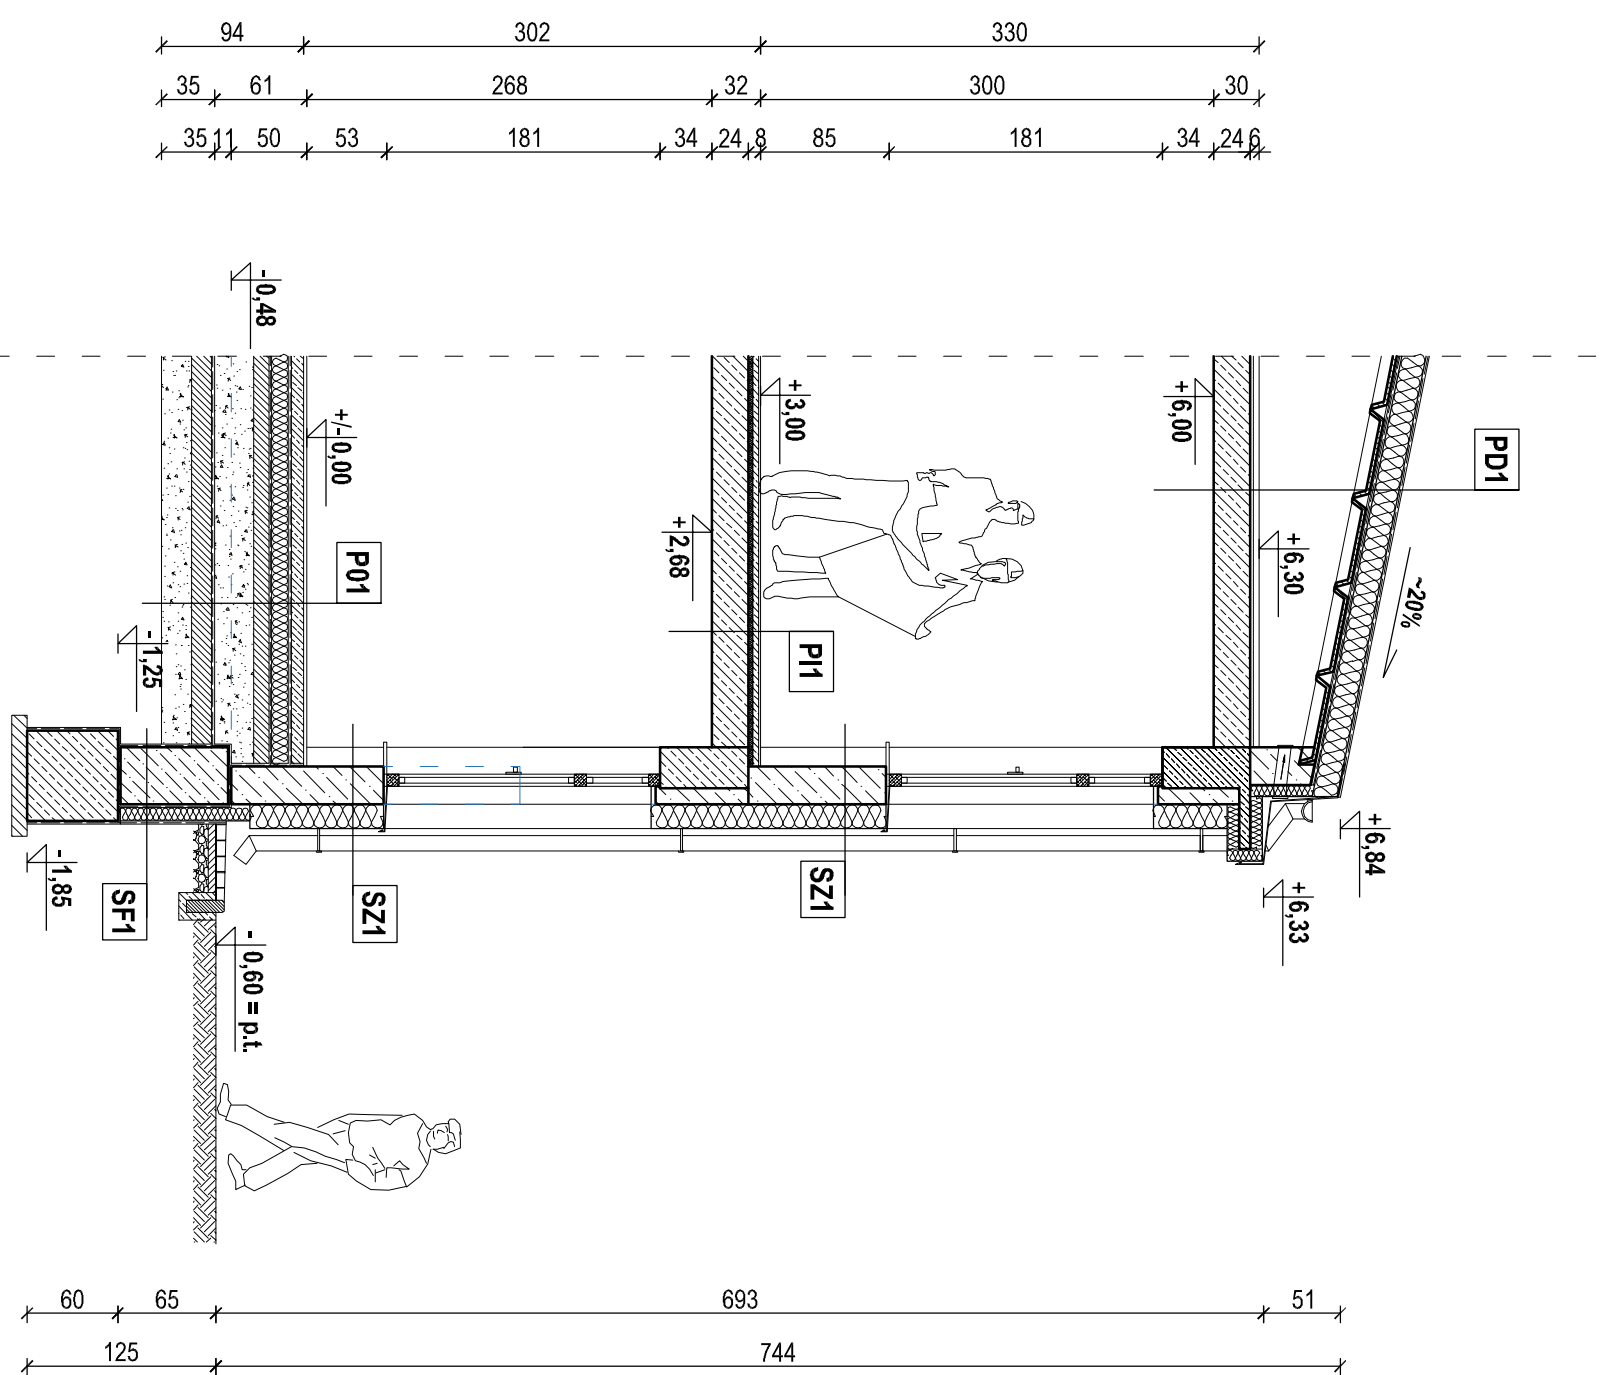 94 302 330
35 61 268 32 300 30
35 11 50 53 181 34 24 8 85 181 34 24 6
- 0,48
+/-0,00
+3,00
+6,00
PD1
+2,68
+6,30
~20%
P01
PI1
- 1,25
+6,84
- 1,85
SF1
SZ1
SZ1
+6,33
- 0,60 = p.t.
60 65 693 51
125 744